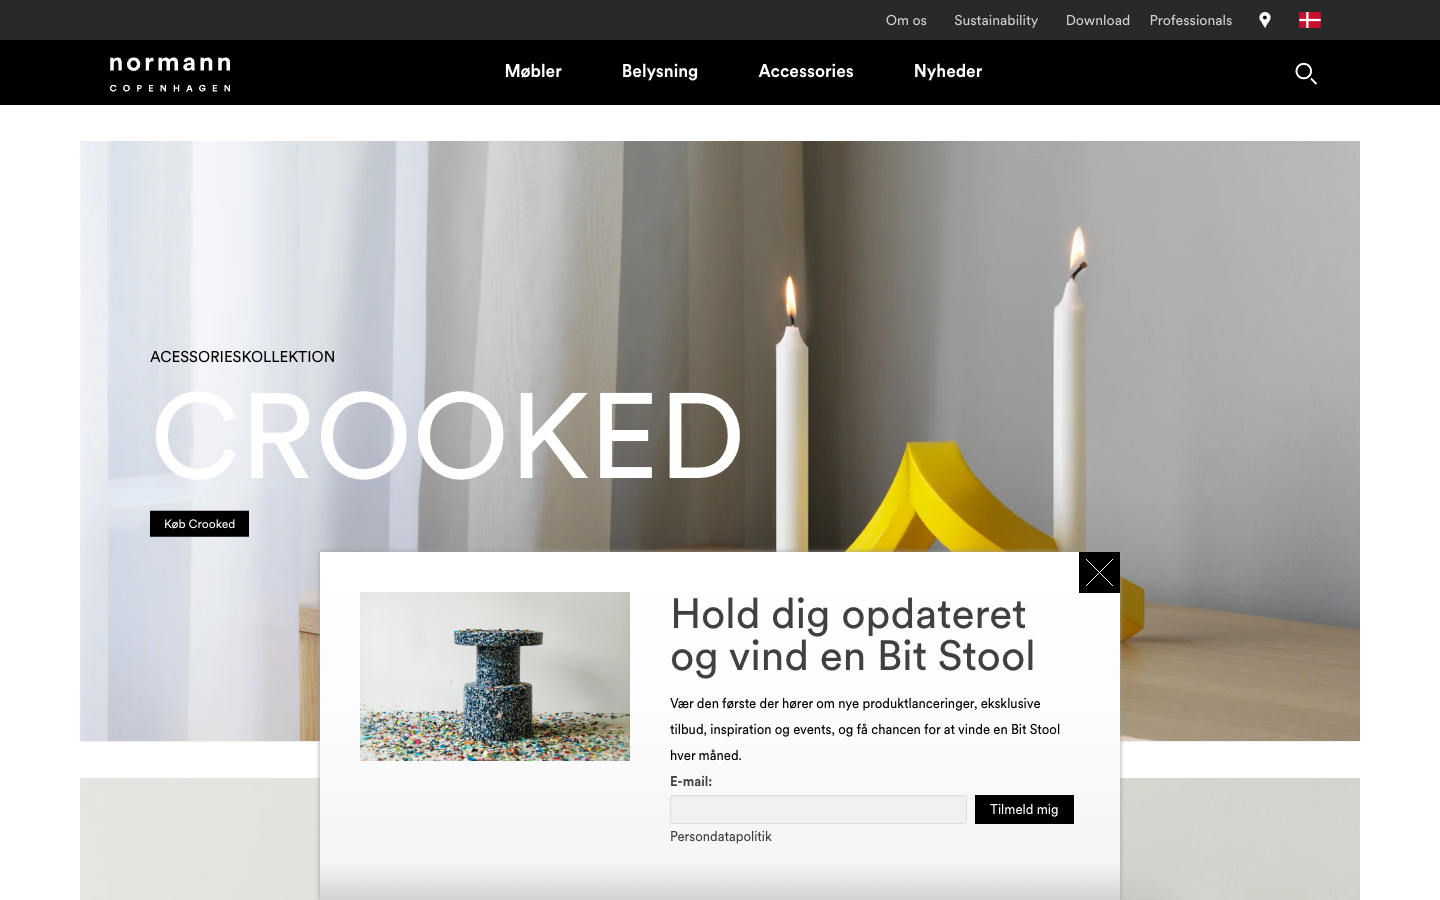 Om os
Sustainability
Download
Professionals
normann
COPENHAGEN
Møbler
Belysning
Accessories
Nyheder
ACESSORIESKOLLEKTION
CROOKED
Køb Crooked
Hold dig opdateret
og vind en Bit Stool
Vær den første der hører om nye produktlanceringer, eksklusive
tilbud, inspiration og events, og få chancen for at vinde en Bit Stool
hver måned.
E-mail:
Tilmeld mig
Persondatapolitik